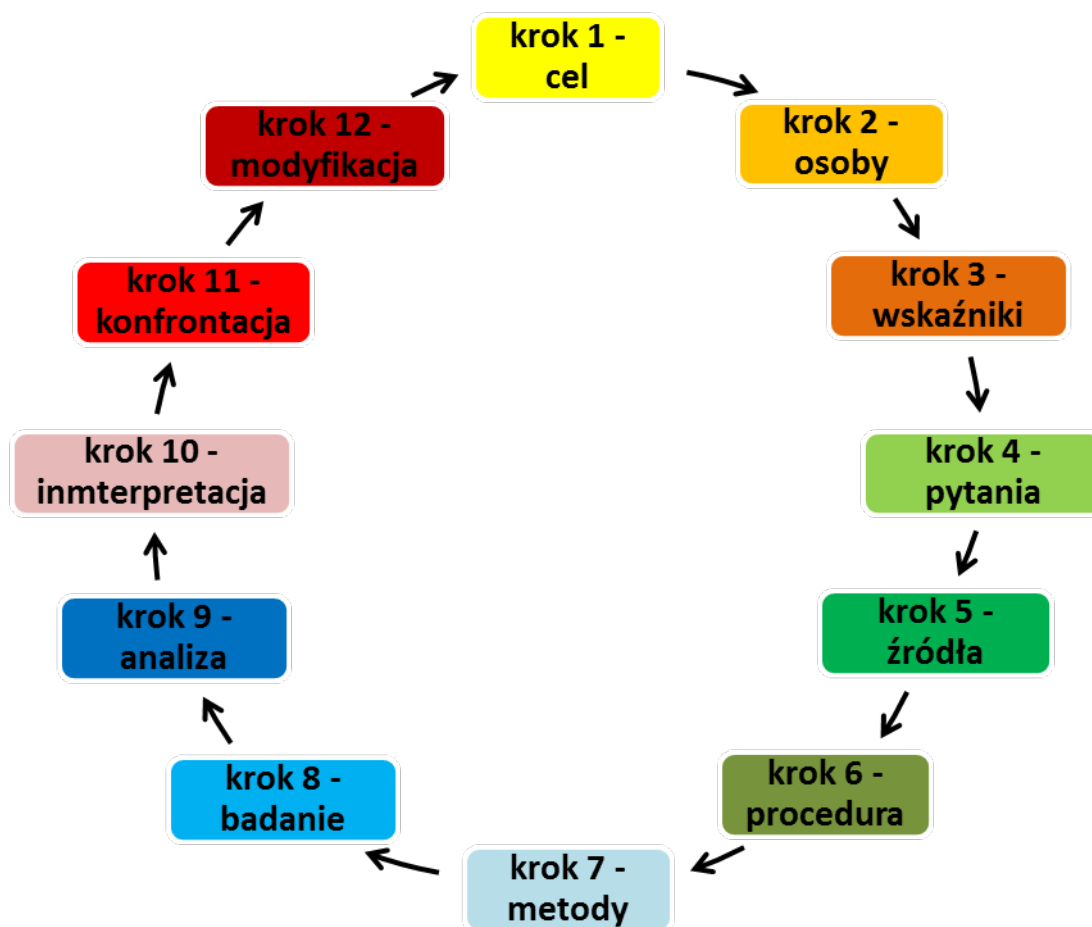 krok 1 -
cel
krok 2 -
osoby
krok 3 -
wskaźniki
krok 4 -
pytania
krok 5 -
źródła
krok 6 -
procedura
krok 7 -
metody
krok 8 -
badanie
krok 9 -
analiza
krok 10 -
inmterpretacja
krok 11 -
konfrontacja
krok 12 -
modyfikacja